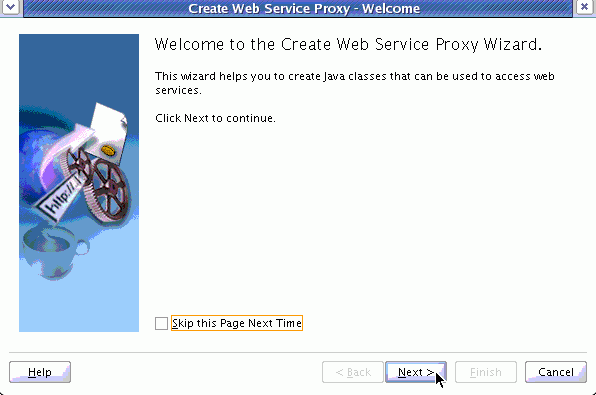 Create Web Service Proxy - Welcome
Welcome to the Create Web Service Proxy Wizard.
This wizard helps you to create Java classes that can be used to access web
services.
Click Next to continue.
http://
Skip this Page Next Time
Help
< Back
Next >
Finish
Cancel